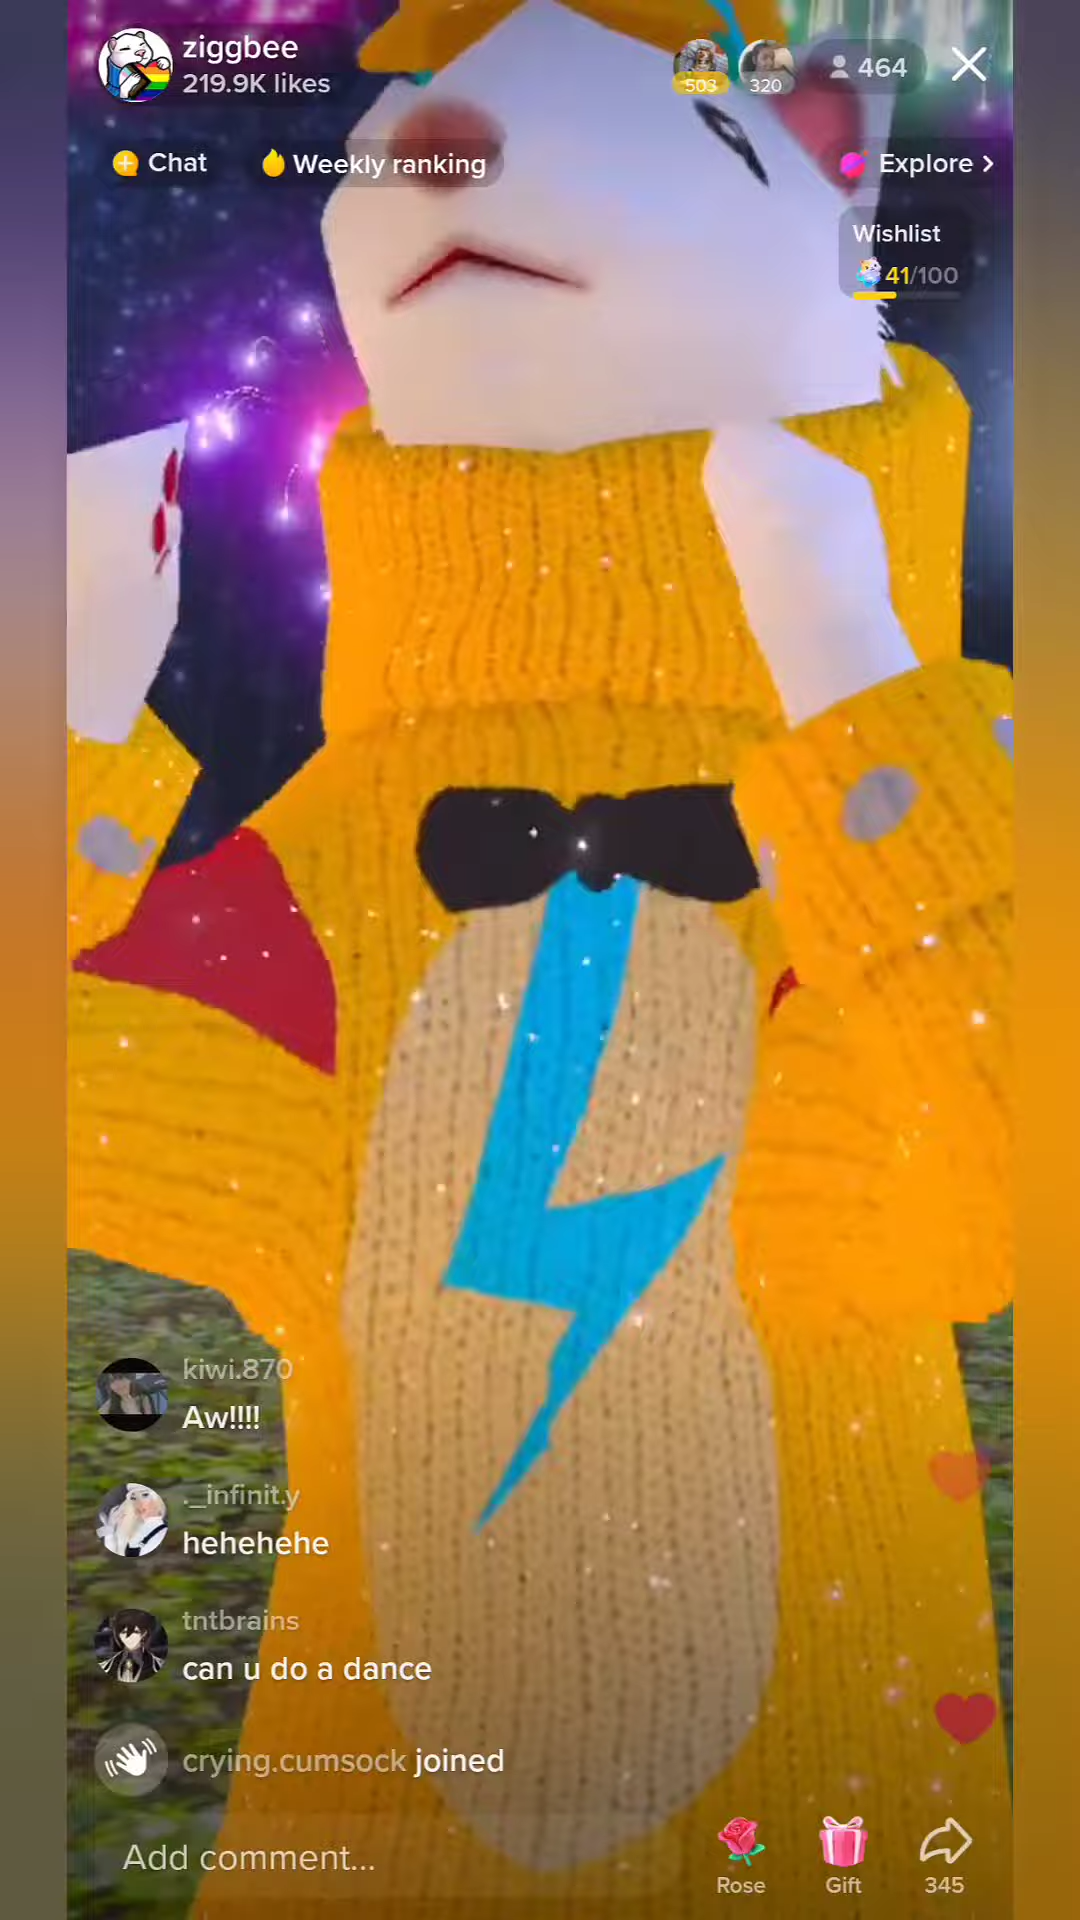 ziggbee
219.9K likes
503
320
464
Chat
Weekly ranking
Explore >
Wishlist
41/100
kiwi.870
Aw!!!!
._infinit.y
hehehehe
tntbrains
can u do a dance
crying.cumsock joined
Add comment...
Rose
Gift
345